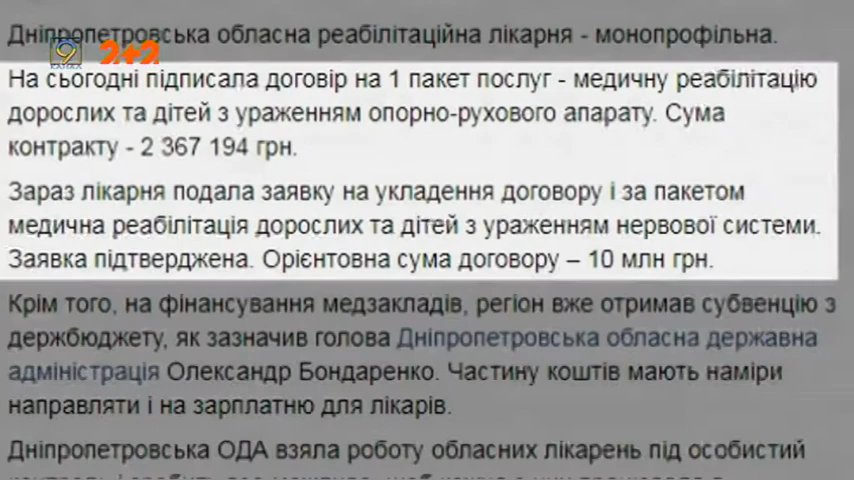 Дніпропетровська обласна реабілітаційна лікарня - монопрофільна.
9 КАНАЛ 2+2
На сьогодні підписала договір на 1 пакет послуг - медичну реабілітацію
дорослих та дітей з ураженням опорно-рухового апарату. Сума
контракту - 2 367 194 грн.
Зараз лікарня подала заявку на укладення договору і за пакетом
медична реабілітація дорослих та дітей з ураженням нервової системи.
Заявка підтверджена. Орієнтовна сума договору – 10 млн грн.
Крім того, на фінансування медзакладів, регіон вже отримав субвенцію з
держбюджету, як зазначив голова Дніпропетровська обласна державна
адміністрація Олександр Бондаренко. Частину коштів мають наміри
направляти і на зарплатню для лікарів.
Дніпропетровська ОДА взяла роботу обласних лікарень під особистий